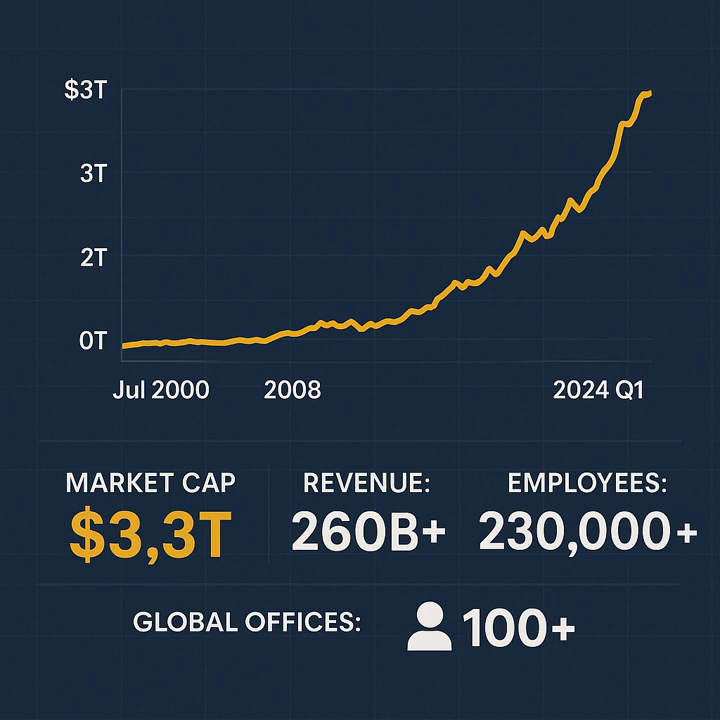 $3T
3T
2T
0T
Jul 2000 2008 2024 Q1
MARKET CAP
$3,3T
REVENUE:
260B+
EMPLOYEES:
230,000+
GLOBAL OFFICES: 100+